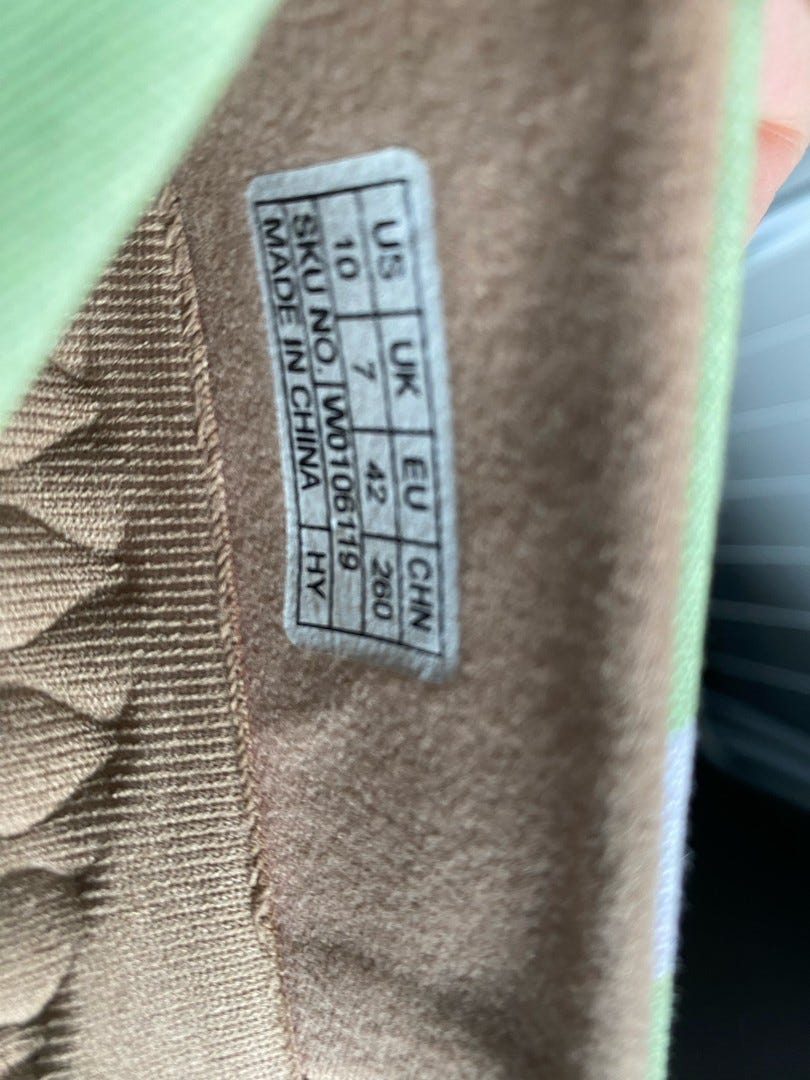 US UK EU CHN
10 7 42 260
SKU NO. W0106119
MADE IN CHINA HY